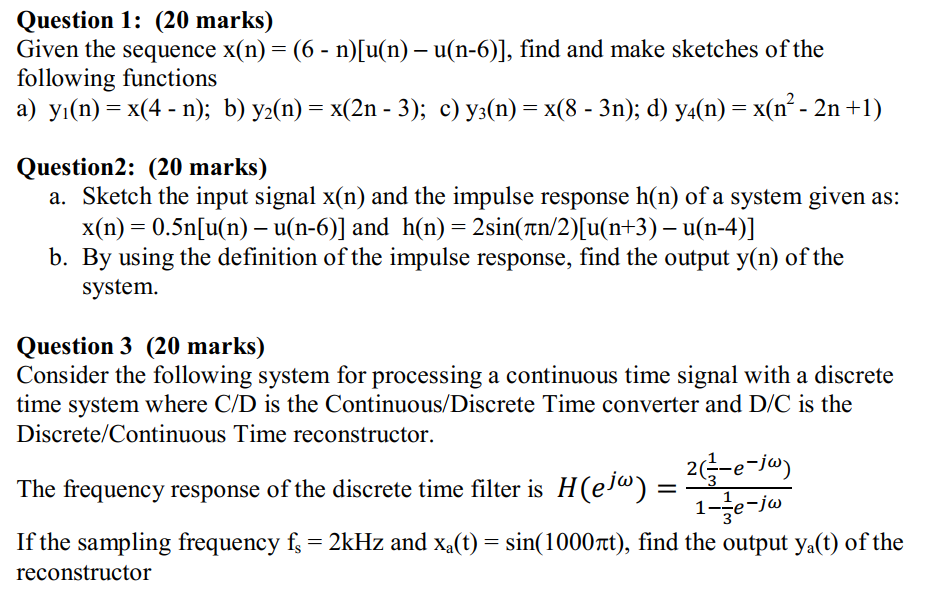 Question 1: (20 marks)
Given the sequence x(n) = (6 - n)[u(n) – u(n-6)], find and make sketches of the
following functions
a) y₁(n) = x(4 - n); b) y₂(n) = x(2n - 3); c) y₃(n) = x(8 - 3n); d) y₄(n) = x(n² - 2n +1)
Question2: (20 marks)
a. Sketch the input signal x(n) and the impulse response h(n) of a system given as:
x(n) = 0.5n[u(n) – u(n-6)] and h(n) = 2sin(πn/2)[u(n+3) – u(n-4)]
b. By using the definition of the impulse response, find the output y(n) of the
system.
Question 3 (20 marks)
Consider the following system for processing a continuous time signal with a discrete
time system where C/D is the Continuous/Discrete Time converter and D/C is the
Discrete/Continuous Time reconstructor.
The frequency response of the discrete time filter is H(e^{jω}) = \frac{2(\frac{1}{3}-e^{-jω})}{1-\frac{1}{3}e^{-jω}}
If the sampling frequency fₛ = 2kHz and xₐ(t) = sin(1000πt), find the output yₐ(t) of the
reconstructor